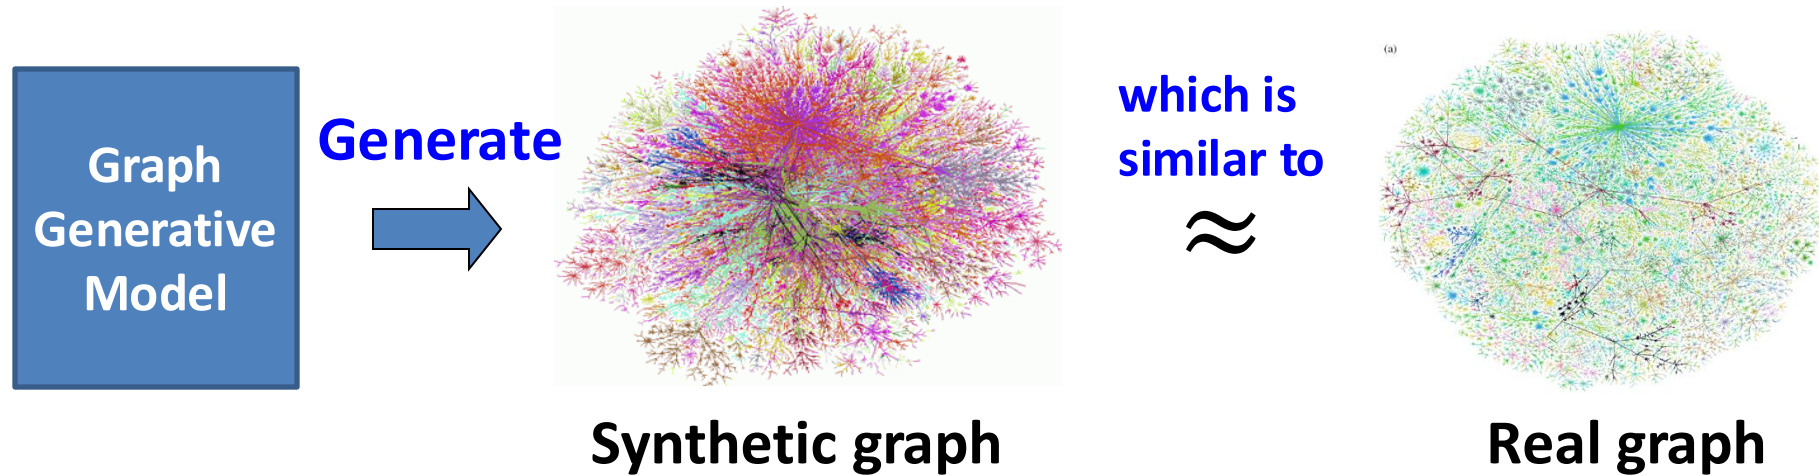 Graph
Generative
Model
Generate
which is
similar to
≈
(a)
Synthetic graph
Real graph